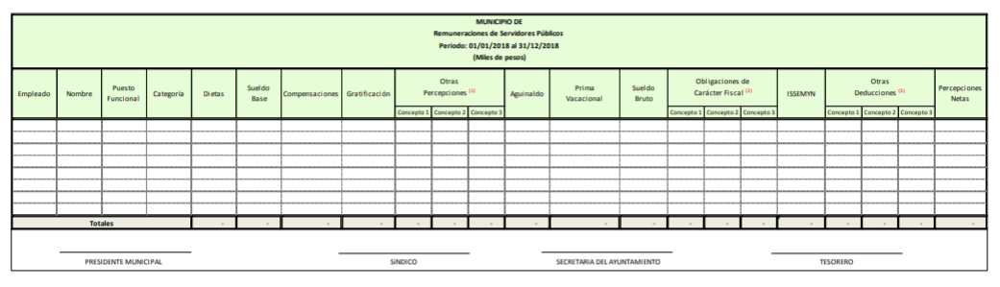 MUNICIPIO DE
Remuneraciones de Servidores Públicos
Periodo: 01/01/2018 al 31/12/2018
(Miles de pesos)
Empleado Nombre Puesto Funcional Categoría Dietas Sueldo Base Compensaciones Gratificación Otras Percepciones (1) Aguinaldo Prima Vacacional Sueldo Bruto Obligaciones de Carácter Fiscal (2) ISSEMYN Otras Deducciones (1) Percepciones Netas
Concepto 1 Concepto 2 Concepto 3 Concepto 1 Concepto 2 Concepto 3 Concepto 1 Concepto 2 Concepto 3
Totales - - - - - - - - - - - - - - - - - -
PRESIDENTE MUNICIPAL SÍNDICO SECRETARIA DEL AYUNTAMIENTO TESORERO